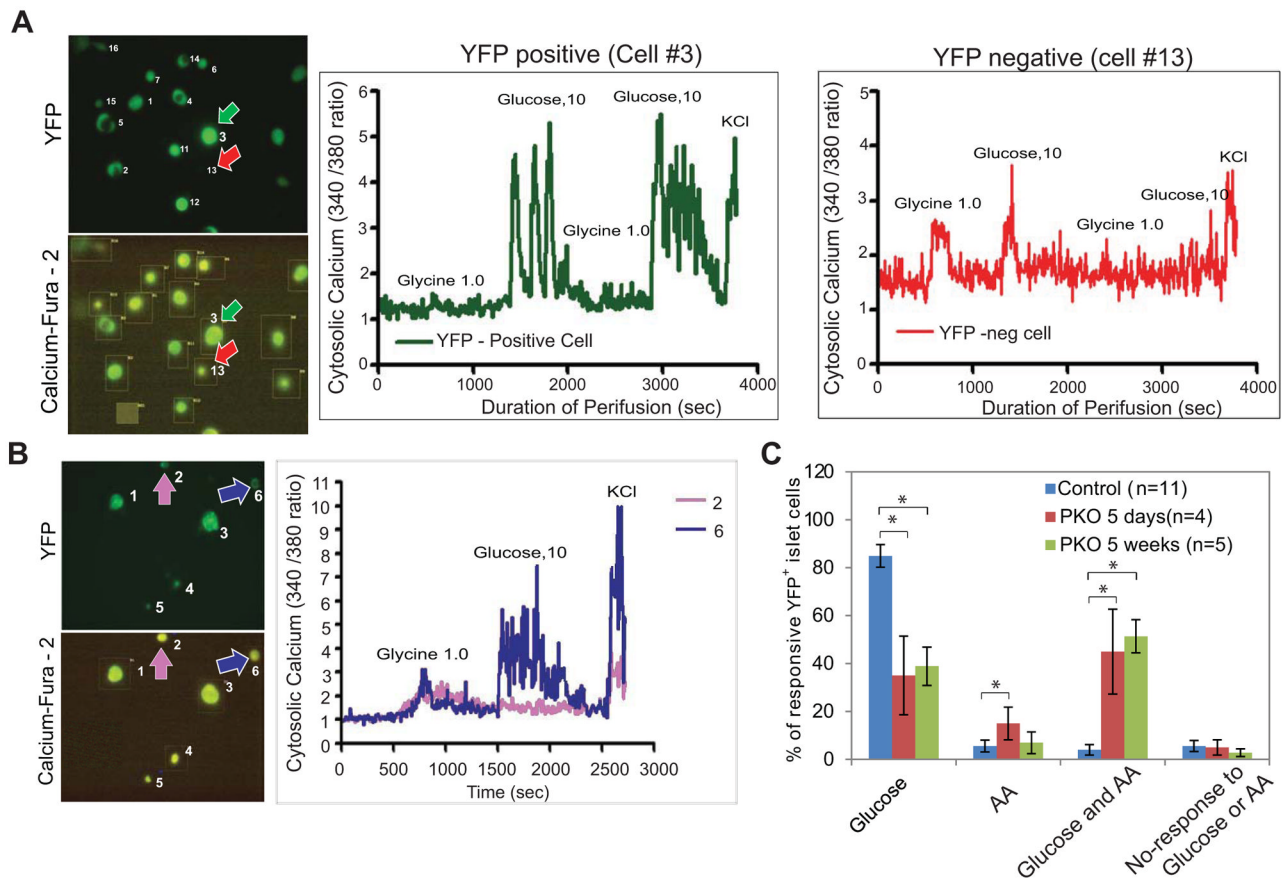 A
YFP positive (Cell #3)
YFP negative (cell #13)
YFP
16
14
6
7
15
1
4
5
3
11
13
2
12
Calcium-Fura - 2
3
13
Cytosolic Calcium (340 /380 ratio)
6
5
4
3
2
1
0
Glucose,10
Glucose,10
KCl
Glycine 1.0
Glycine 1.0
YFP - Positive Cell
0 1000 2000 3000 4000
Duration of Perifusion (sec)
Cytosolic Calcium (340 /380 ratio)
5
4
3
2
1
0
Glucose,10
KCl
Glycine 1.0
Glucose,10
Glycine 1.0
YFP -neg cell
0 1000 2000 3000 4000
Duration of Perifusion (sec)
B
YFP
2
1
6
3
4
5
Calcium-Fura - 2
2
1
6
3
4
5
Cytosolic Calcium (340 /380 ratio)
11
10
9
8
7
6
5
4
3
2
1
0
KCl
2
6
Glucose,10
Glycine 1.0
0 500 1000 1500 2000 2500 3000
Time (sec)
C
% of responsive YFP+ islet cells
120
100
80
60
40
20
0
Control (n=11)
PKO 5 days(n=4)
PKO 5 weeks (n=5)
* *
*
* *
Glucose
AA
Glucose and AA
No-response to
Glucose or AA